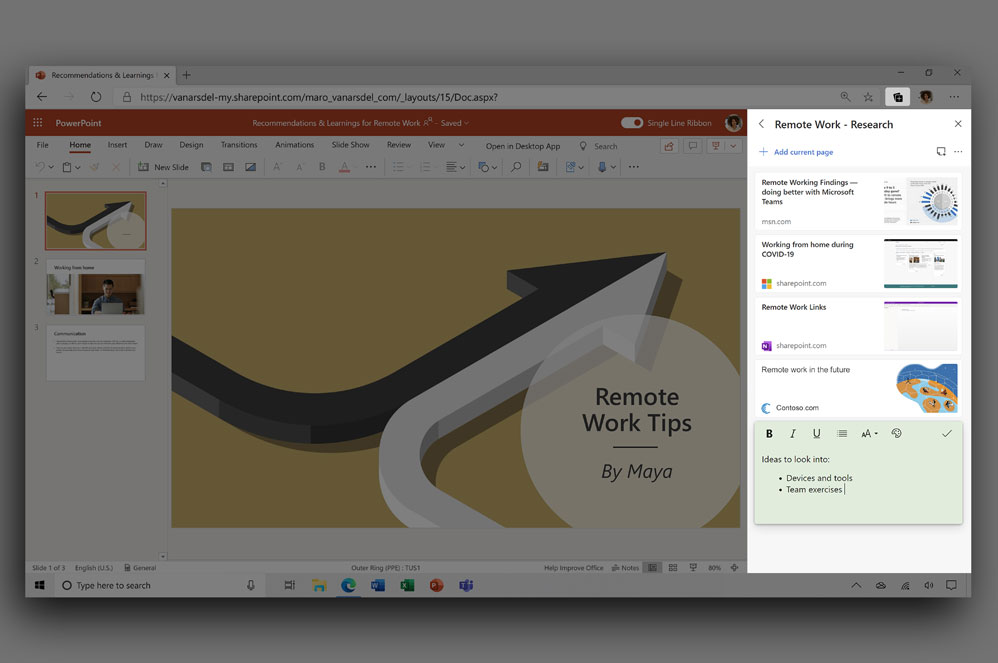 Recommendations & Learnings
https://vanarsdel-my.sharepoint.com/maro_vanarsdel_com/_layouts/15/Doc.aspx?
PowerPoint
Recommendations & Learnings for Remote Work - Saved
Single Line Ribbon
File Home Insert Draw Design Transitions Animations Slide Show Review View Open in Desktop App Search
New Slide
1
2
Working from home
3
Communication
Remote
Work Tips
By Maya
Remote Work - Research
Add current page
Remote Working Findings —
doing better with Microsoft
Teams
msn.com
Working from home during
COVID-19
sharepoint.com
Remote Work Links
sharepoint.com
Remote work in the future
Contoso.com
B I U AA
Ideas to look into:
• Devices and tools
• Team exercises
Slide 1 of 3 English (U.S.) General Outer Ring (PPE) : TUS1 Help Improve Office Notes 80%
Type here to search